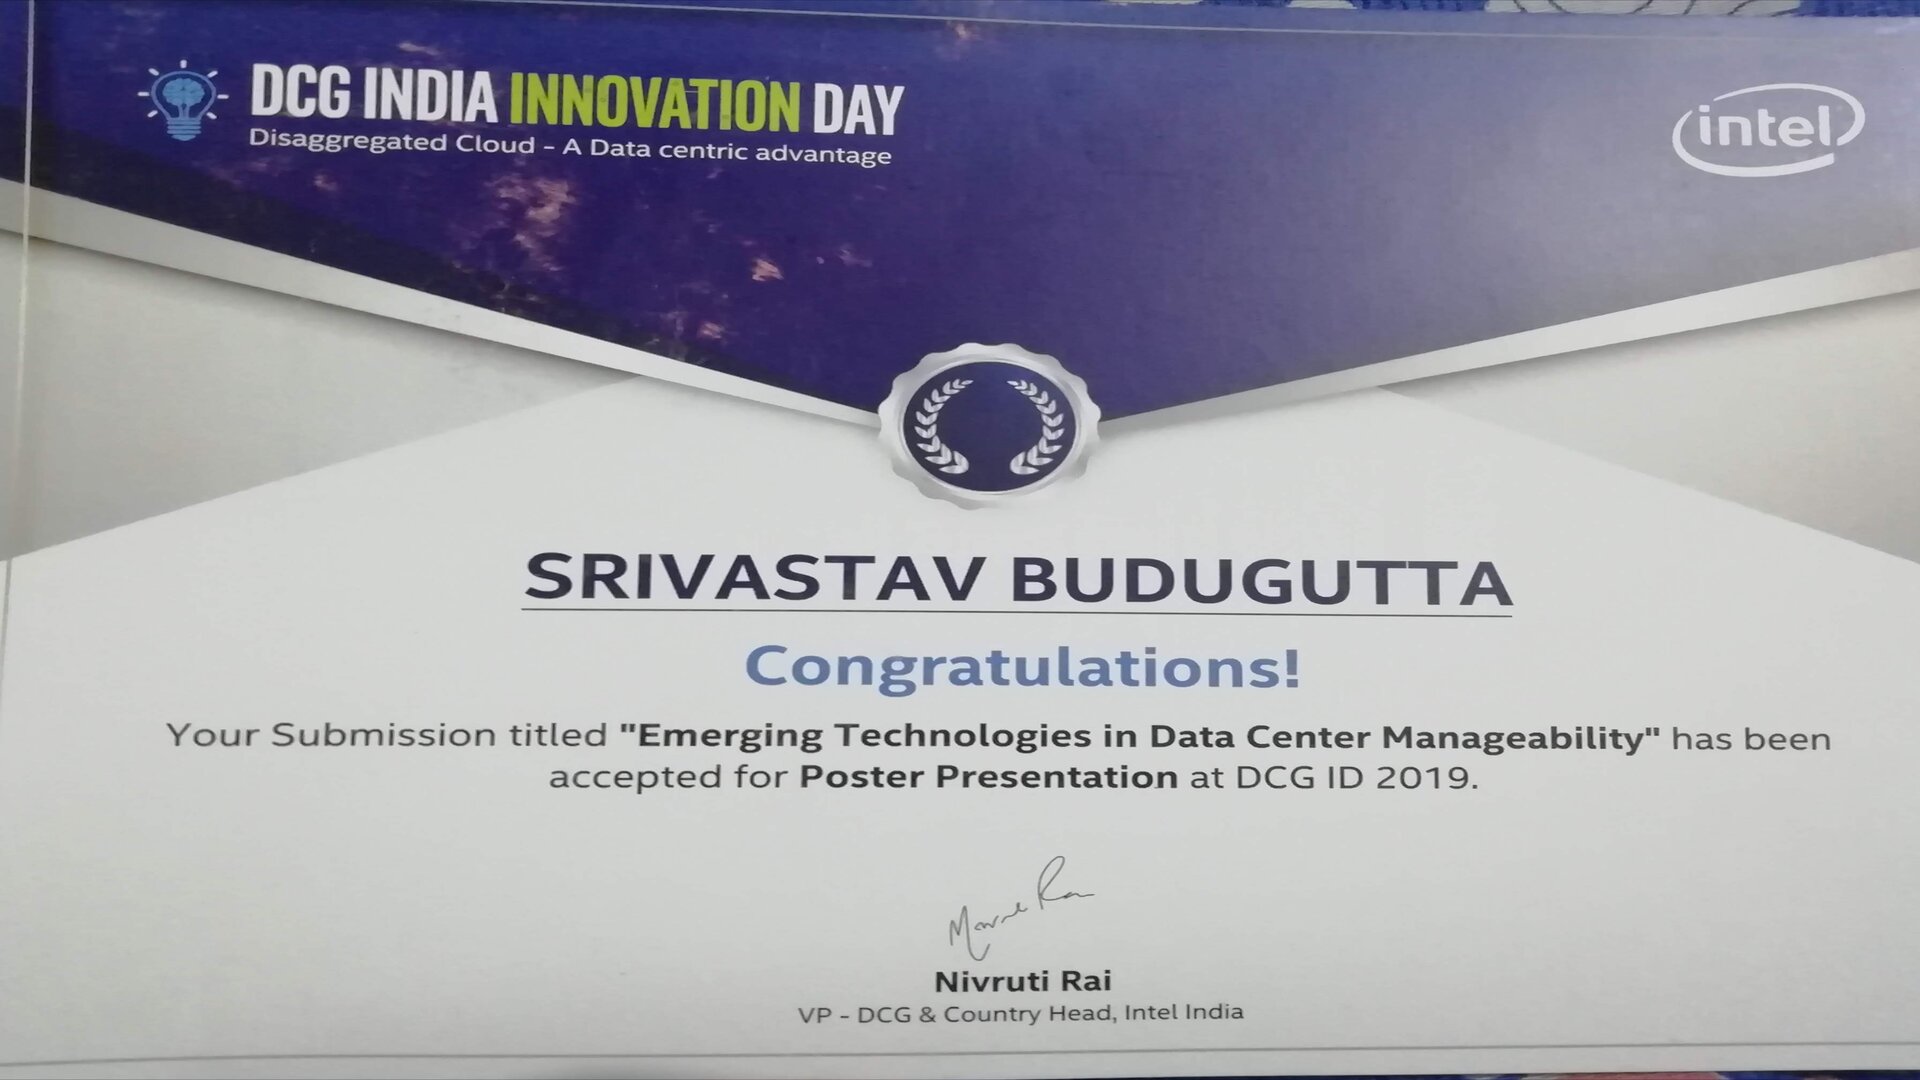 DCG INDIA INNOVATION DAY
Disaggregated Cloud - A Data centric advantage
intel
SRIVASTAV BUDUGUTTA
Congratulations!
Your Submission titled "Emerging Technologies in Data Center Manageability" has been
accepted for Poster Presentation at DCG ID 2019.
Nivruti Rai
VP - DCG & Country Head, Intel India